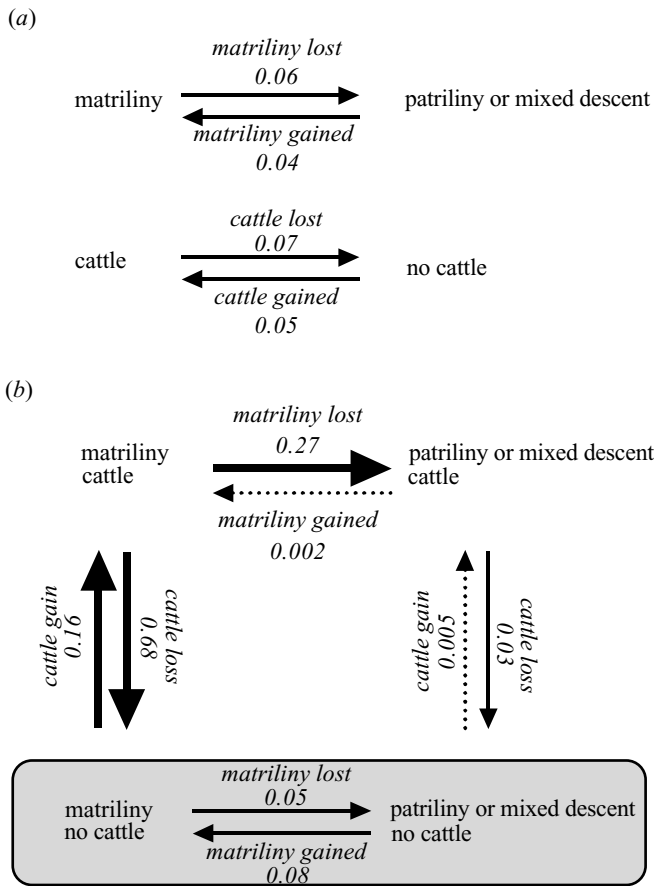 (a)
matriliny lost
0.06
matriliny
patriliny or mixed descent
matriliny gained
0.04
cattle lost
0.07
cattle
no cattle
cattle gained
0.05
(b)
matriliny lost
0.27
matriliny
cattle
patriliny or mixed descent
cattle
matriliny gained
0.002
cattle gain
0.16
cattle loss
0.68
cattle gain
0.005
cattle loss
0.03
matriliny lost
0.05
matriliny
no cattle
patriliny or mixed descent
no cattle
matriliny gained
0.08